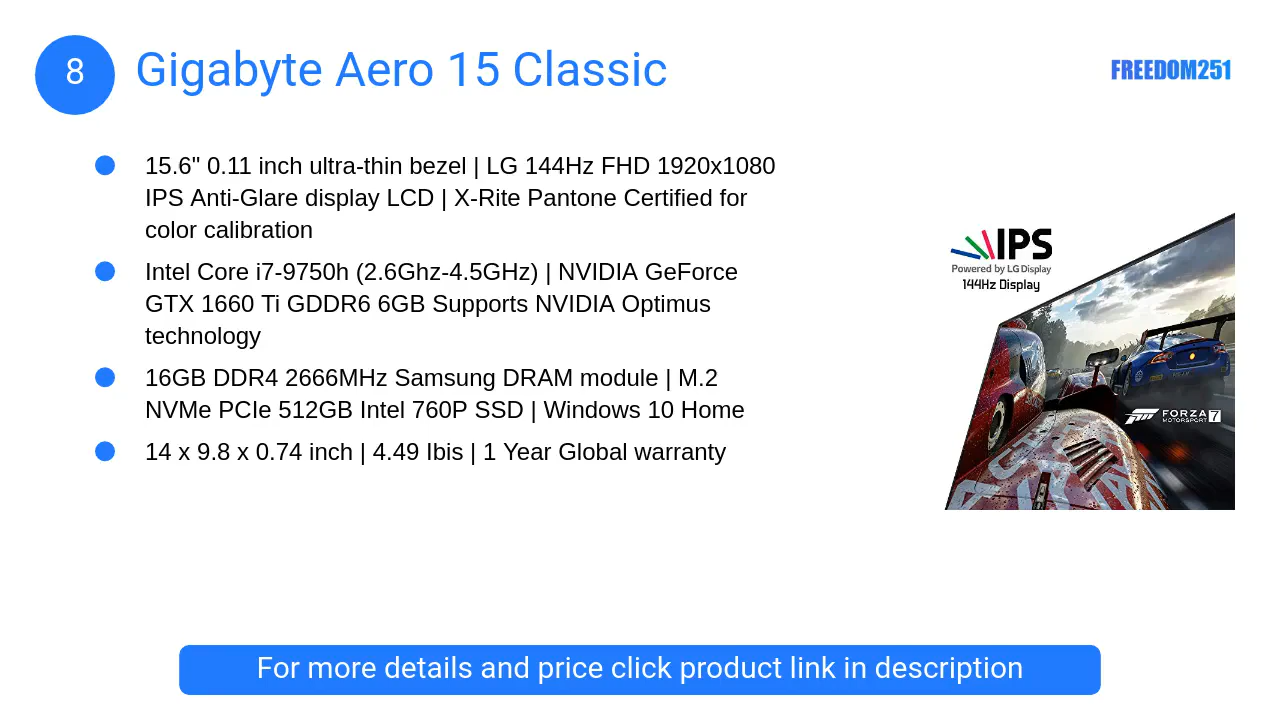 8
Gigabyte Aero 15 Classic
FREEDOM251
15.6" 0.11 inch ultra-thin bezel | LG 144Hz FHD 1920x1080
IPS Anti-Glare display LCD | X-Rite Pantone Certified for
color calibration
Intel Core i7-9750h (2.6Ghz-4.5GHz) | NVIDIA GeForce
GTX 1660 Ti GDDR6 6GB Supports NVIDIA Optimus
technology
16GB DDR4 2666MHz Samsung DRAM module | M.2
NVMe PCIe 512GB Intel 760P SSD | Windows 10 Home
14 x 9.8 x 0.74 inch | 4.49 Ibis | 1 Year Global warranty
IPS
Powered by LG Display
144Hz Display
FORZA
MOTORSPORT
7
For more details and price click product link in description